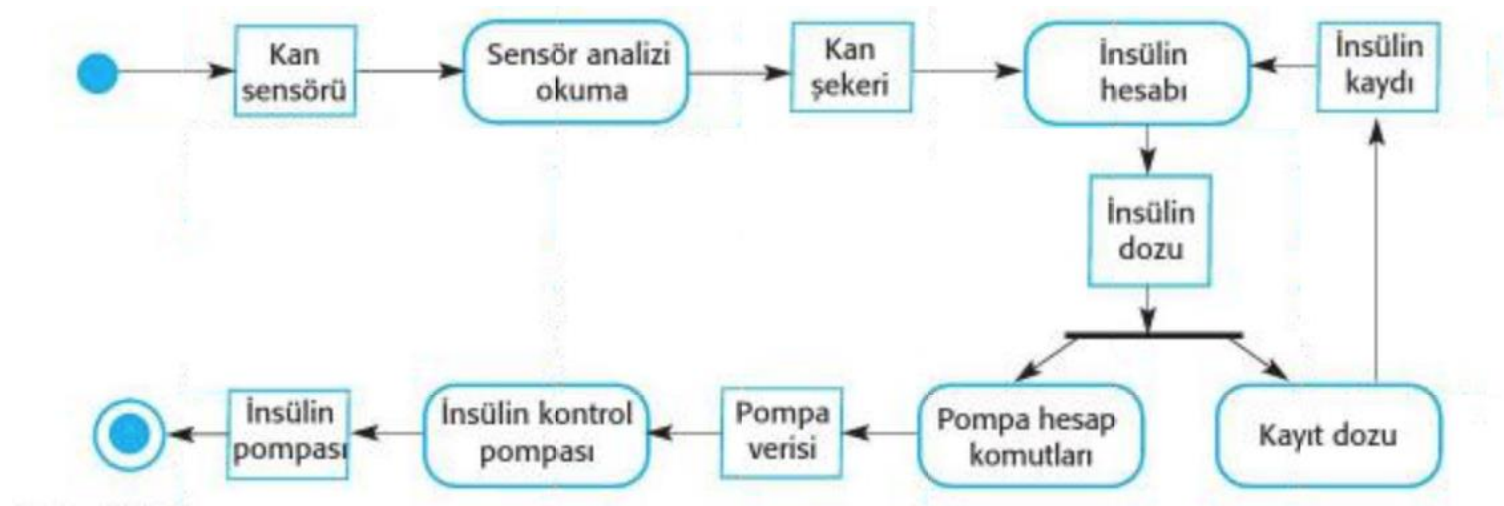 Kan
sensörü
Sensör analizi
okuma
Kan
şekeri
İnsülin
hesabı
İnsülin
kaydı
İnsülin
dozu
İnsülin
pompası
İnsülin kontrol
pompası
Pompa
verisi
Pompa hesap
komutları
Kayıt dozu